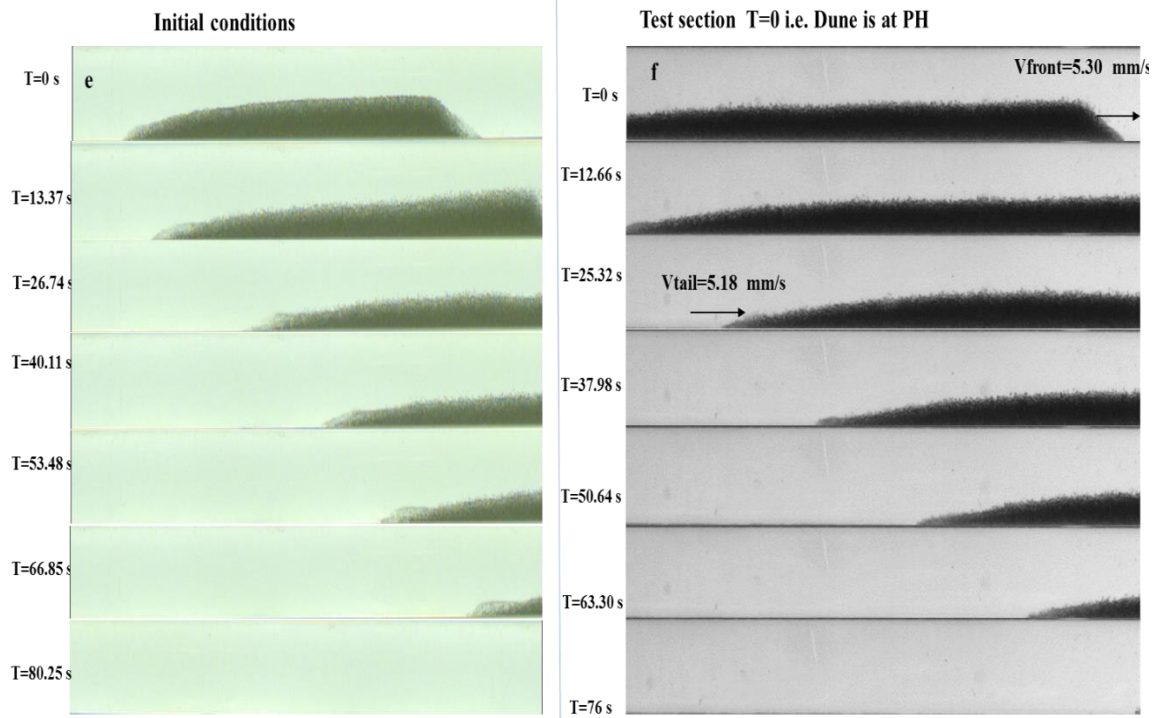 Initial conditions
T=0 s
e
T=13.37 s
T=26.74 s
T=40.11 s
T=53.48 s
T=66.85 s
T=80.25 s
Test section T=0 i.e. Dune is at PH
f
Vfront=5.30 mm/s
T=0 s
T=12.66 s
T=25.32 s
Vtail=5.18 mm/s
T=37.98 s
T=50.64 s
T=63.30 s
T=76 s